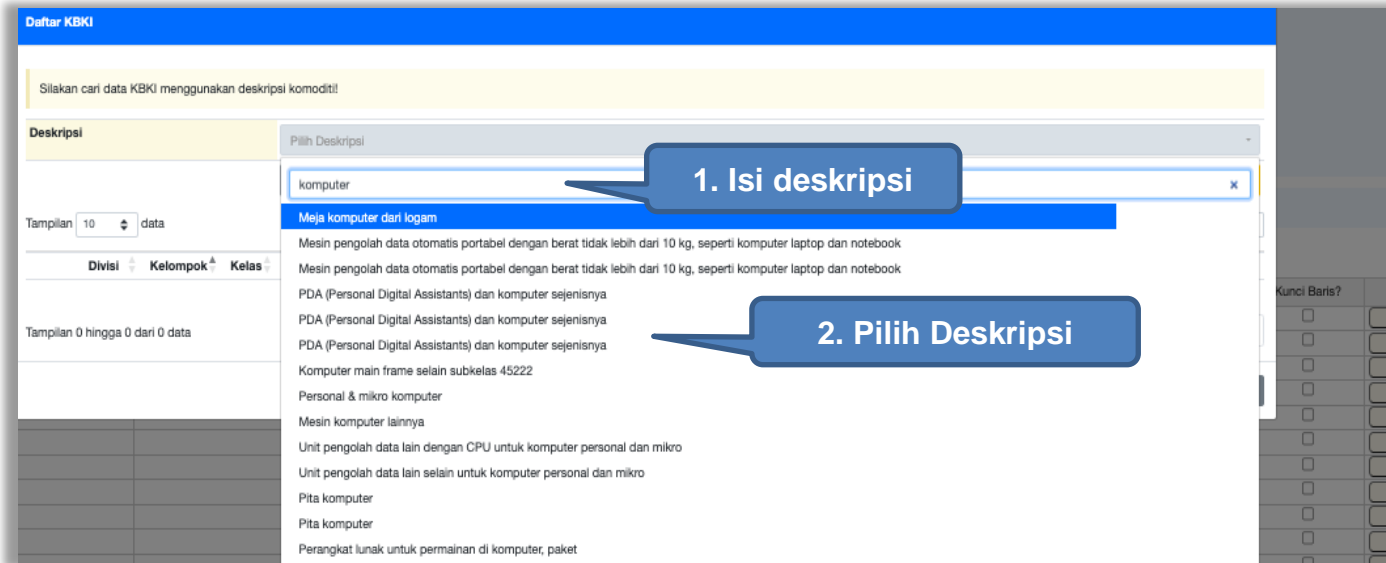 Daftar KBKI
Silakan cari data KBKI menggunakan deskripsi komoditi!
Deskripsi
Pilih Deskripsi
1. Isi deskripsi
komputer
Tampilan 10 data
Meja komputer dari logam
Mesin pengolah data otomatis portabel dengan berat tidak lebih dari 10 kg, seperti komputer laptop dan notebook
Divisi Kelompok Kelas
Mesin pengolah data otomatis portabel dengan berat tidak lebih dari 10 kg, seperti komputer laptop dan notebook
Kunci Baris?
PDA (Personal Digital Assistants) dan komputer sejenisnya
PDA (Personal Digital Assistants) dan komputer sejenisnya
2. Pilih Deskripsi
Tampilan 0 hingga 0 dari 0 data
PDA (Personal Digital Assistants) dan komputer sejenisnya
Komputer main frame selain subkelas 45222
Personal & mikro komputer
Mesin komputer lainnya
Unit pengolah data lain dengan CPU untuk komputer personal dan mikro
Unit pengolah data lain selain untuk komputer personal dan mikro
Pita komputer
Pita komputer
Perangkat lunak untuk permainan di komputer, paket